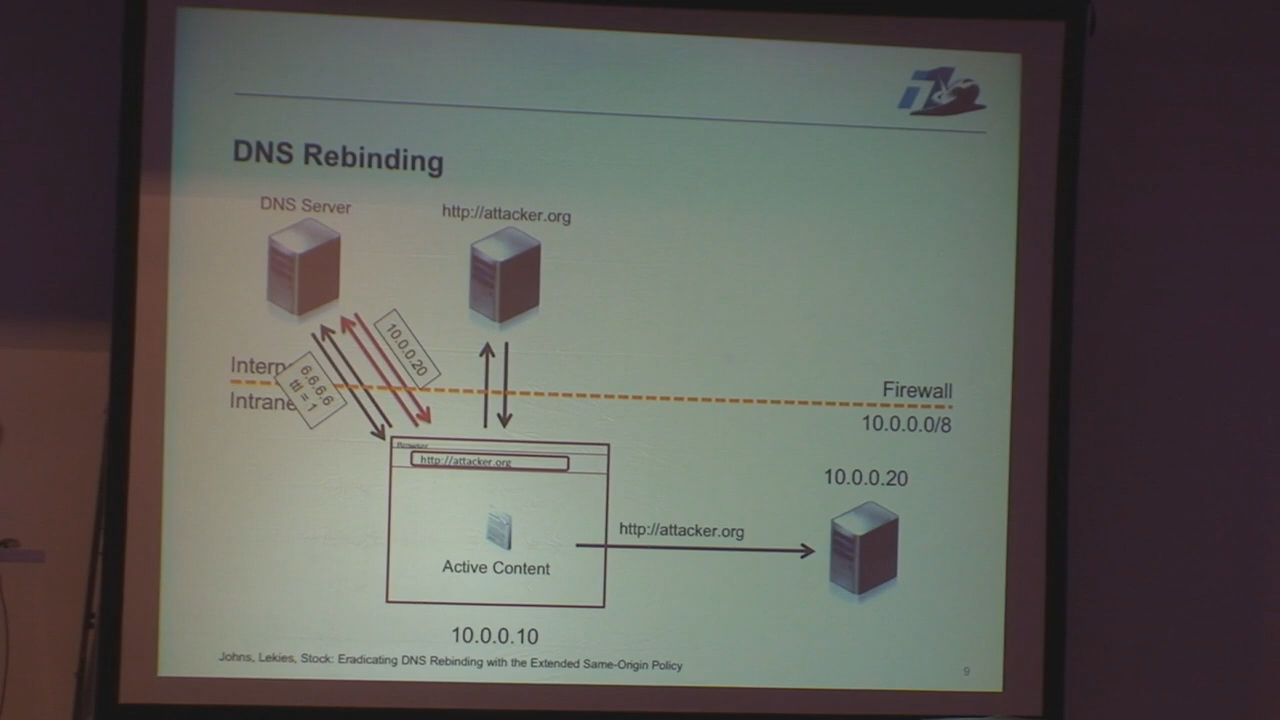 DNS Rebinding
DNS Server
http://attacker.org
10.0.0.20
6.6.6.6
ttl = 1
Intranet
Firewall
10.0.0.0/8
Browser
http://attacker.org
10.0.0.20
http://attacker.org
Active Content
10.0.0.10
Johns, Lekies, Stock: Eradicating DNS Rebinding with the Extended Same-Origin Policy
9